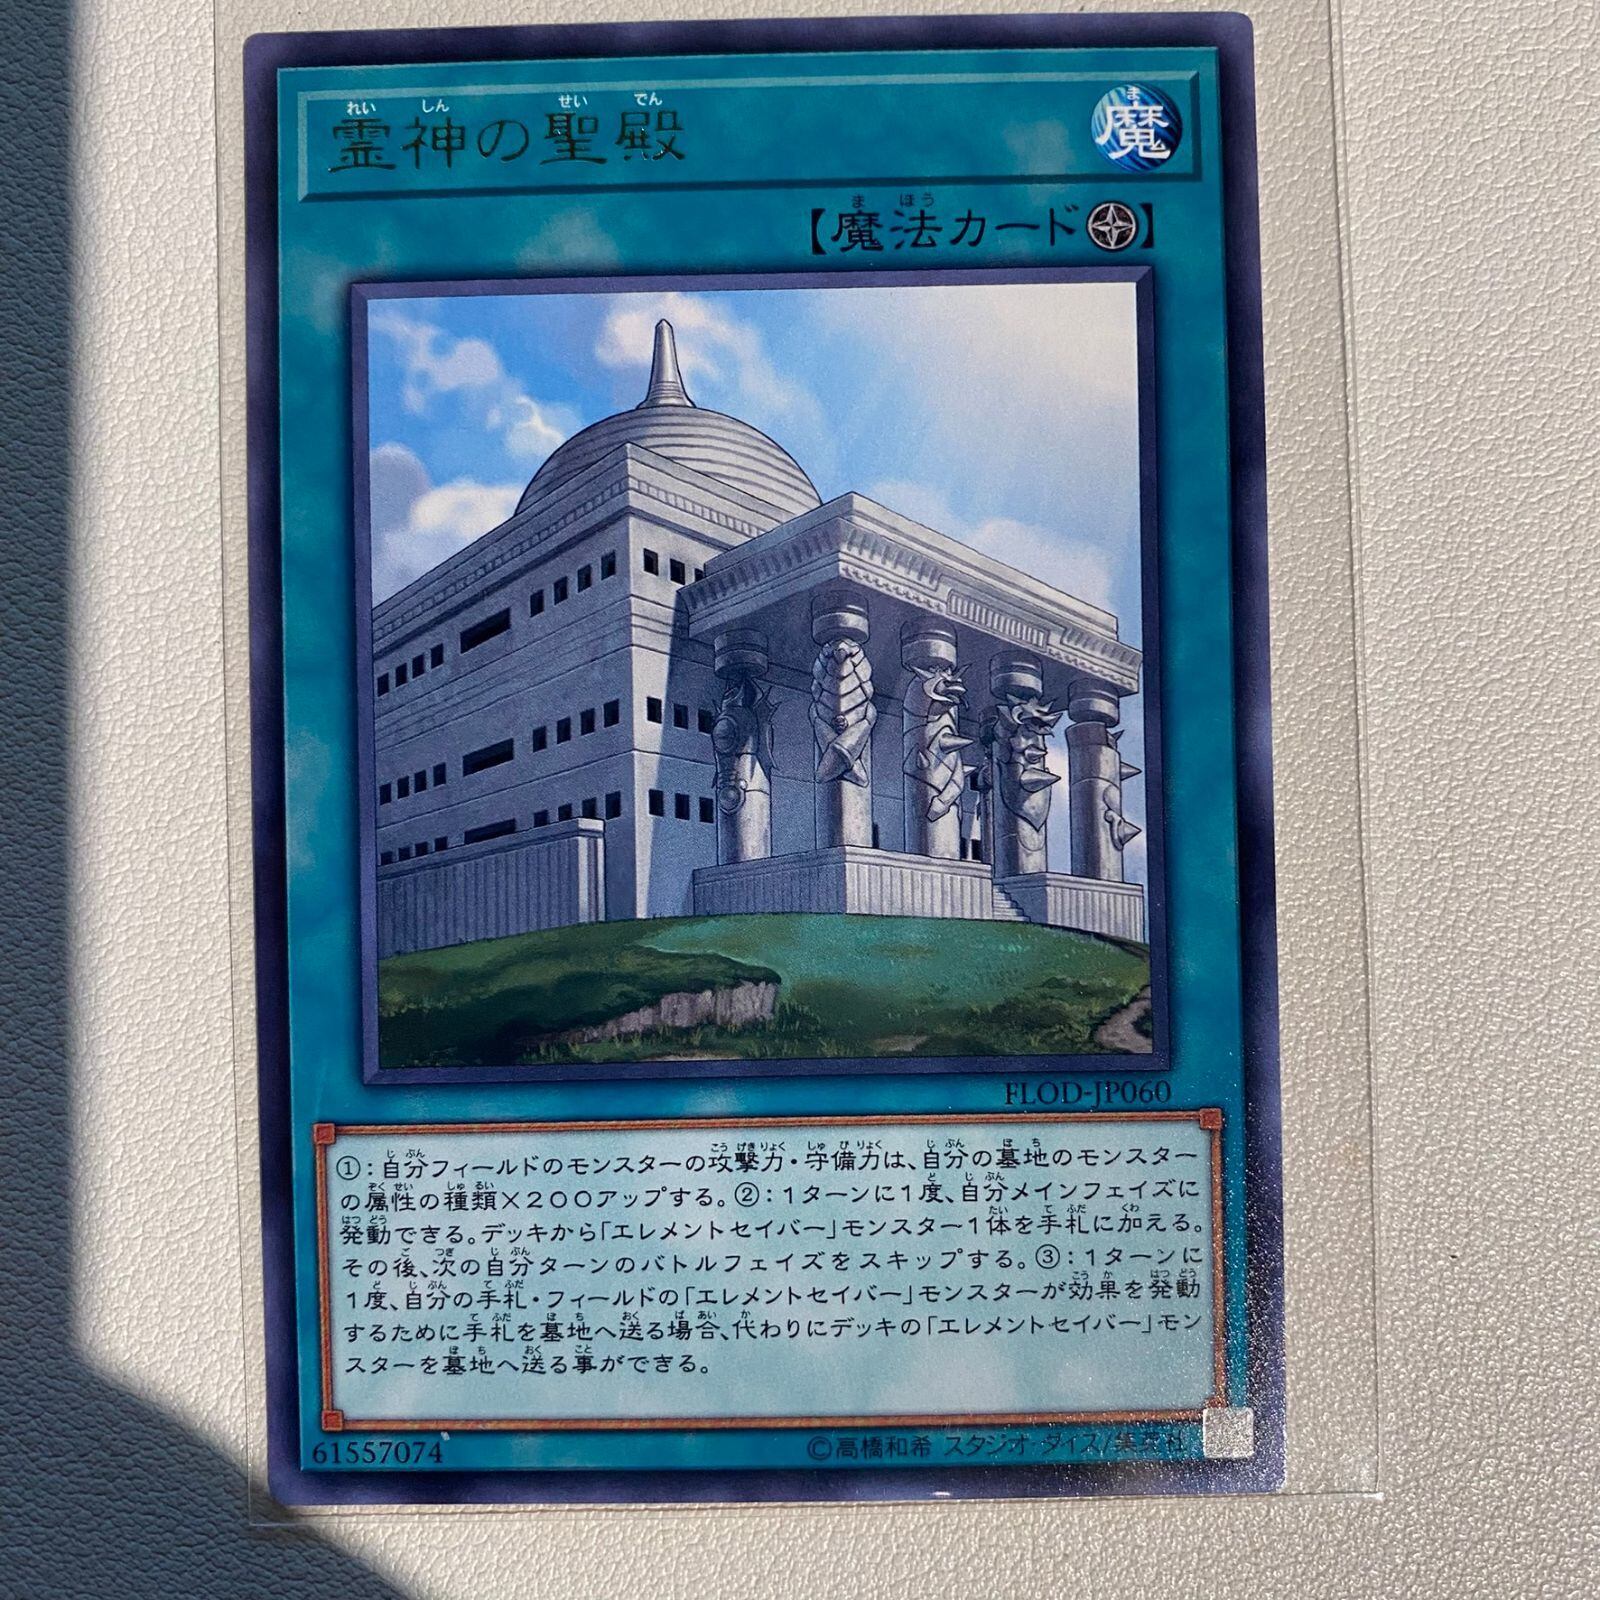 霊神の聖殿
魔
【魔法カード】
FLOD-JP060
①：自分フィールドのモンスターの攻撃力・守備力は、自分の墓地のモンスター
の属性の種類×200アップする。②：1ターンに1度、自分メインフェイズに
発動できる。デッキから「エレメントセイバー」モンスター1体を手札に加える。
その後、次の自分ターンのバトルフェイズをスキップする。③：1ターンに
1度、自分の手札・フィールドの「エレメントセイバー」モンスターが効果を発動
するために手札を墓地へ送る場合、代わりにデッキの「エレメントセイバー」モン
スターを墓地へ送る事ができる。
61557074
©高橋和希 スタジオ・ダイス/集英社